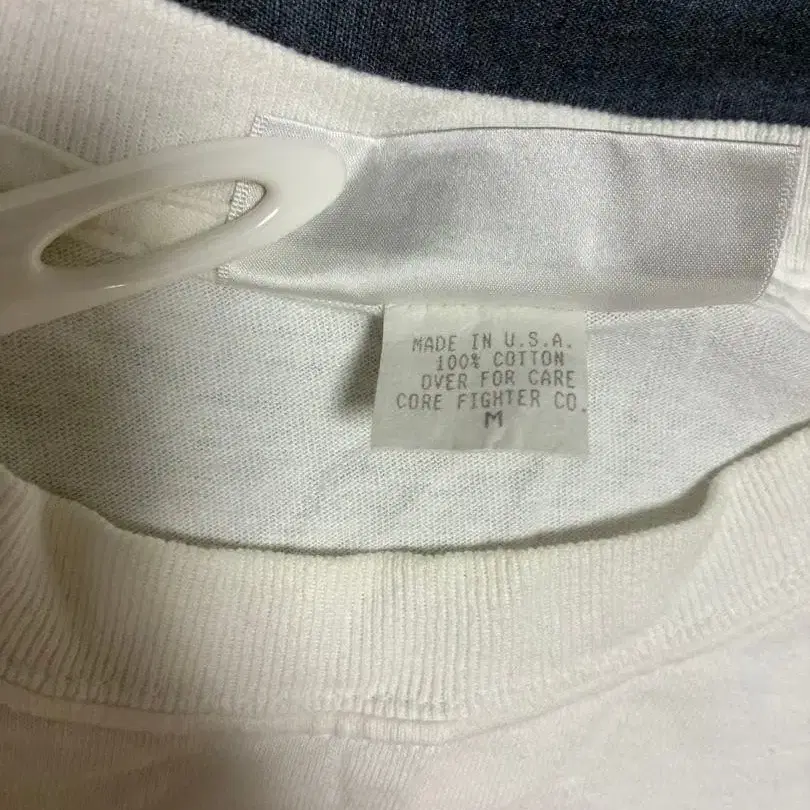 MADE IN U.S.A.
100% COTTON
OVER FOR CARE
CORE FIGHTER CO.
M